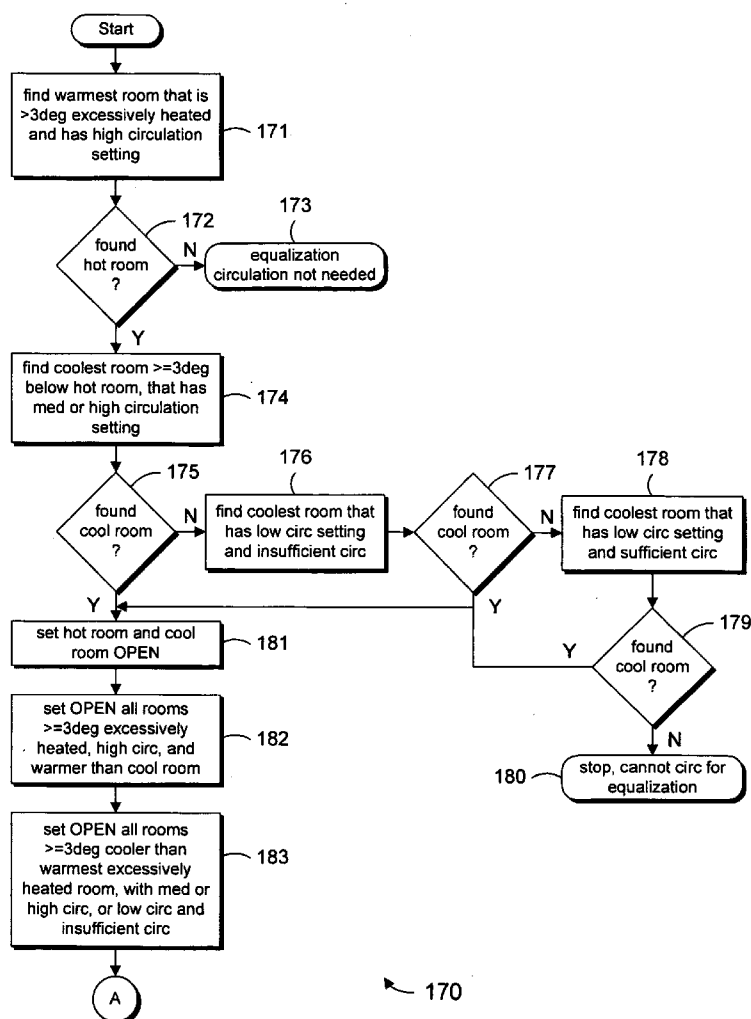 Start
find warmest room that is
>3deg excessively heated
and has high circulation
setting
171
172
found
hot room
?
N
173
equalization
circulation not needed
Y
find coolest room >=3deg
below hot room, that has
med or high circulation
setting
174
175
found
cool room
?
N
176
find coolest room that
has low circ setting
and insufficient circ
177
found
cool room
?
N
178
find coolest room that
has low circ setting
and sufficient circ
Y
Y
179
found
cool room
?
Y
N
180
stop, cannot circ for
equalization
set hot room and cool
room OPEN
181
set OPEN all rooms
>=3deg excessively
heated, high circ, and
warmer than cool room
182
set OPEN all rooms
>=3deg cooler than
warmest excessively
heated room, with med or
high circ, or low circ and
insufficient circ
183
A
170